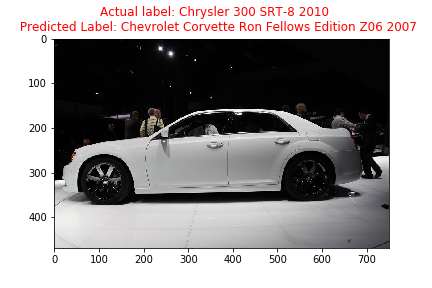 Actual label: Chrysler 300 SRT-8 2010
Predicted Label: Chevrolet Corvette Ron Fellows Edition Z06 2007
0
100
200
300
400
0 100 200 300 400 500 600 700